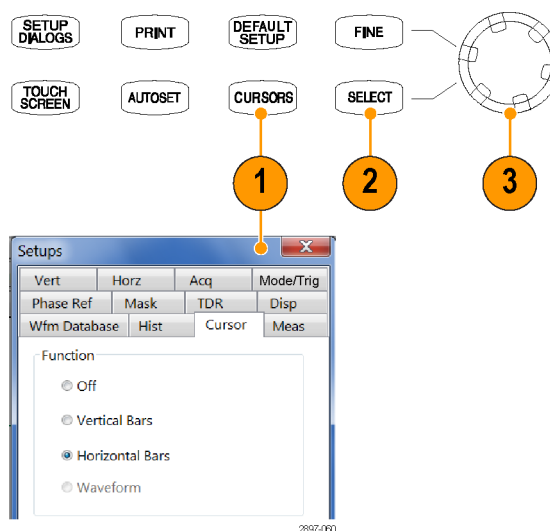 SETUP
DIALOGS
PRINT
DEFAULT
SETUP
FINE
TOUCH
SCREEN
AUTOSET
CURSORS
SELECT
1
2
3
Setups
Vert Horz Acq Mode/Trig
Phase Ref Mask TDR Disp
Wfm Database Hist Cursor Meas
Function
Off
Vertical Bars
Horizontal Bars
Waveform
2897-060